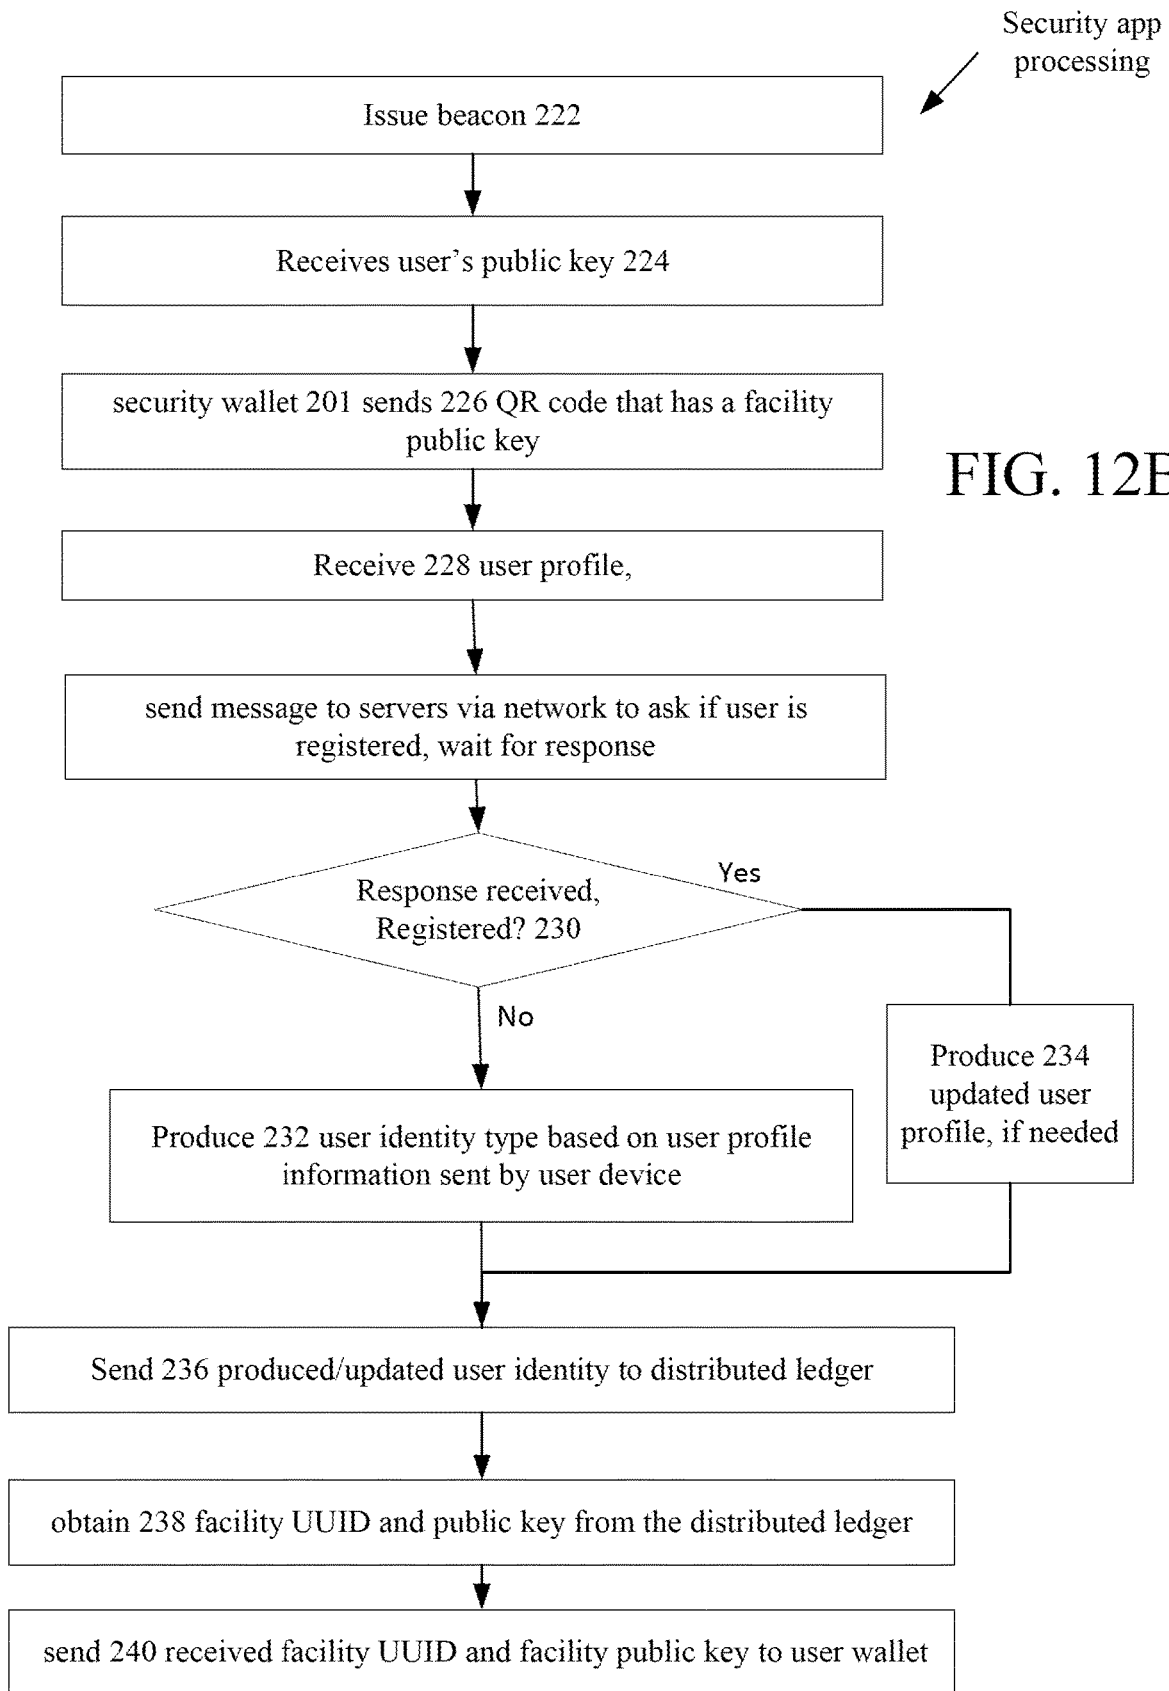 Security app
processing
Issue beacon 222
Receives user’s public key 224
security wallet 201 sends 226 QR code that has a facility
public key
FIG. 12B
Receive 228 user profile,
send message to servers via network to ask if user is
registered, wait for response
Yes
Response received,
Registered? 230
No
Produce 234
updated user
profile, if needed
Produce 232 user identity type based on user profile
information sent by user device
Send 236 produced/updated user identity to distributed ledger
obtain 238 facility UUID and public key from the distributed ledger
send 240 received facility UUID and facility public key to user wallet